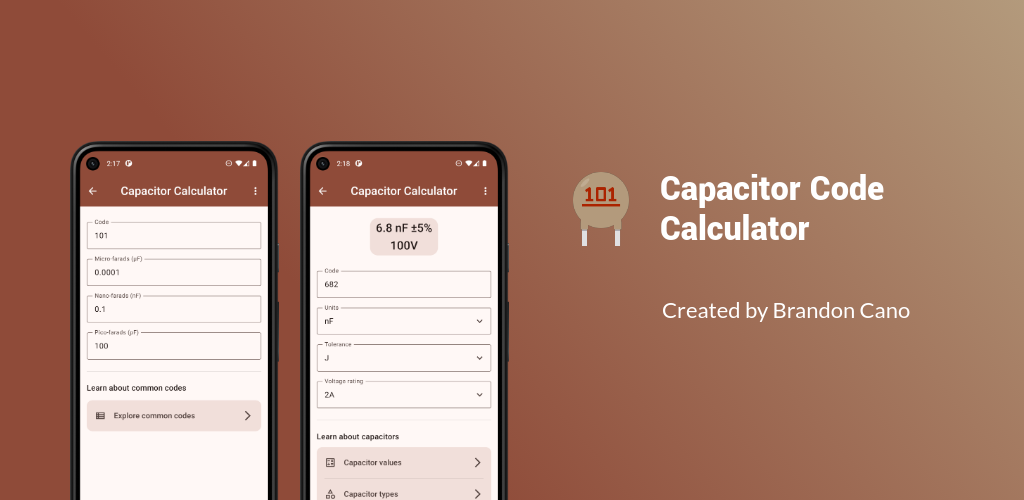 2:17
Capacitor Calculator
Code
101
Micro-farads (µF)
0.0001
Nano-farads (nF)
0.1
Pico-farads (pF)
100
Learn about common codes
Explore common codes
2:18
Capacitor Calculator
6.8 nF ±5%
100V
Code
682
Units
nF
Tolerance
J
Voltage rating
2A
Learn about capacitors
Capacitor values
Capacitor types
101
Capacitor Code
Calculator
Created by Brandon Cano